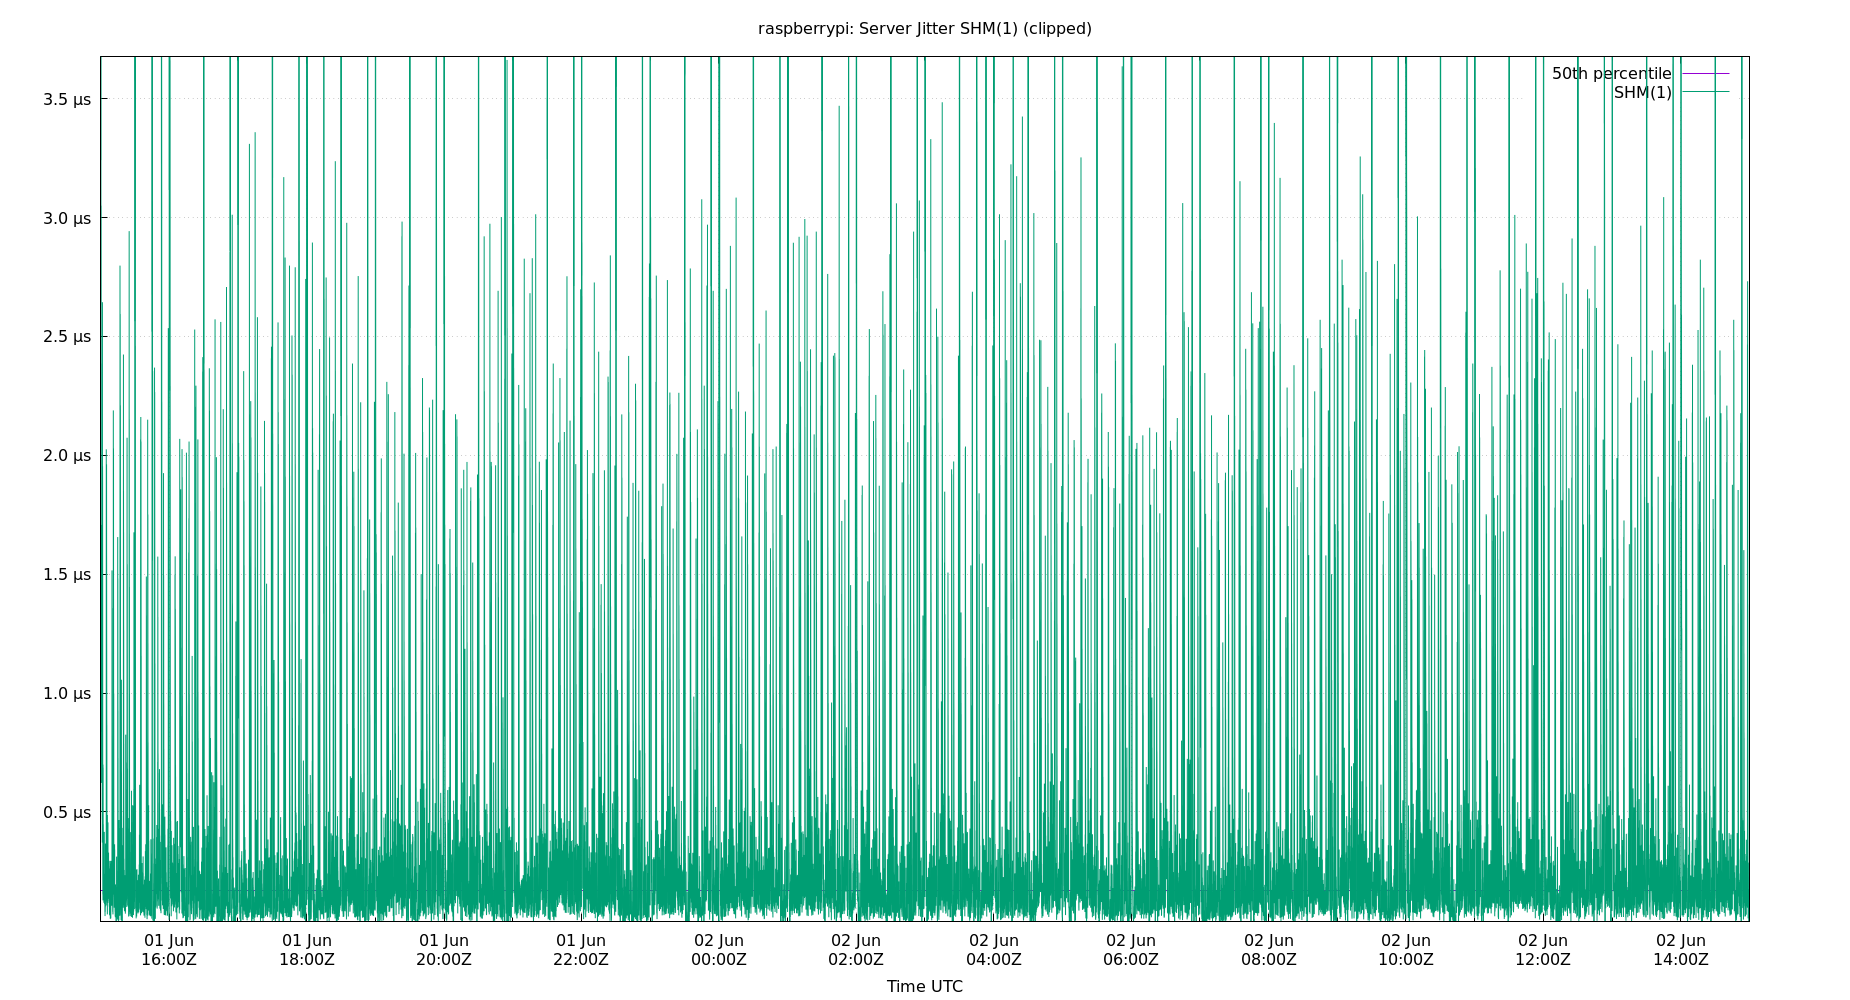 raspberrypi: Server Jitter SHM(1) (clipped)
50th percentile
SHM(1)
3.5 µs
3.0 µs
2.5 µs
2.0 µs
1.5 µs
1.0 µs
0.5 µs
01 Jun 01 Jun 01 Jun 01 Jun 02 Jun 02 Jun 02 Jun 02 Jun 02 Jun 02 Jun 02 Jun 02 Jun
16:00Z 18:00Z 20:00Z 22:00Z 00:00Z 02:00Z 04:00Z 06:00Z 08:00Z 10:00Z 12:00Z 14:00Z
Time UTC